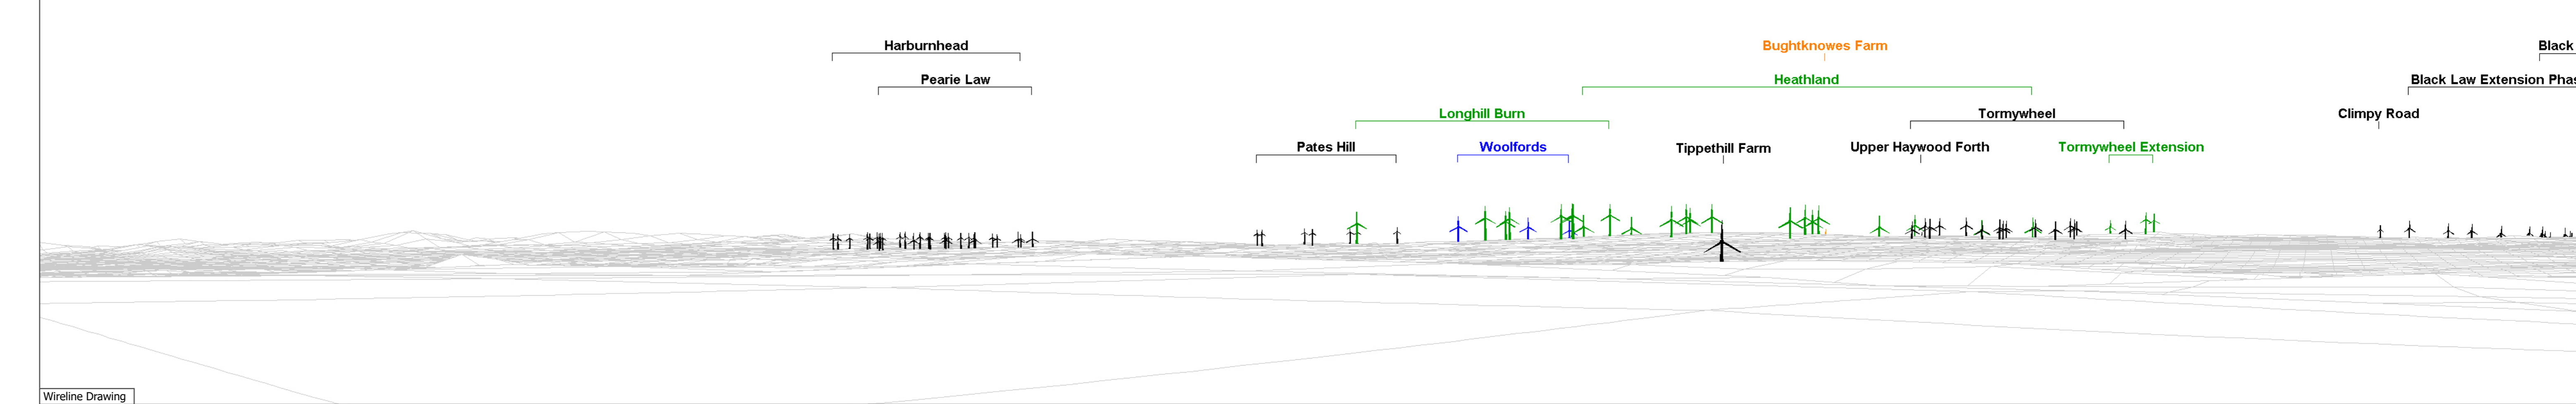 Harburnhead
Bughtknowes Farm
Black
Pearie Law
Heathland
Black Law Extension Phas
Longhill Burn
Tormywheel
Climpy Road
Pates Hill
Woolfords
Tippethill Farm
Upper Haywood Forth
Tormywheel Extension
Wireline Drawing